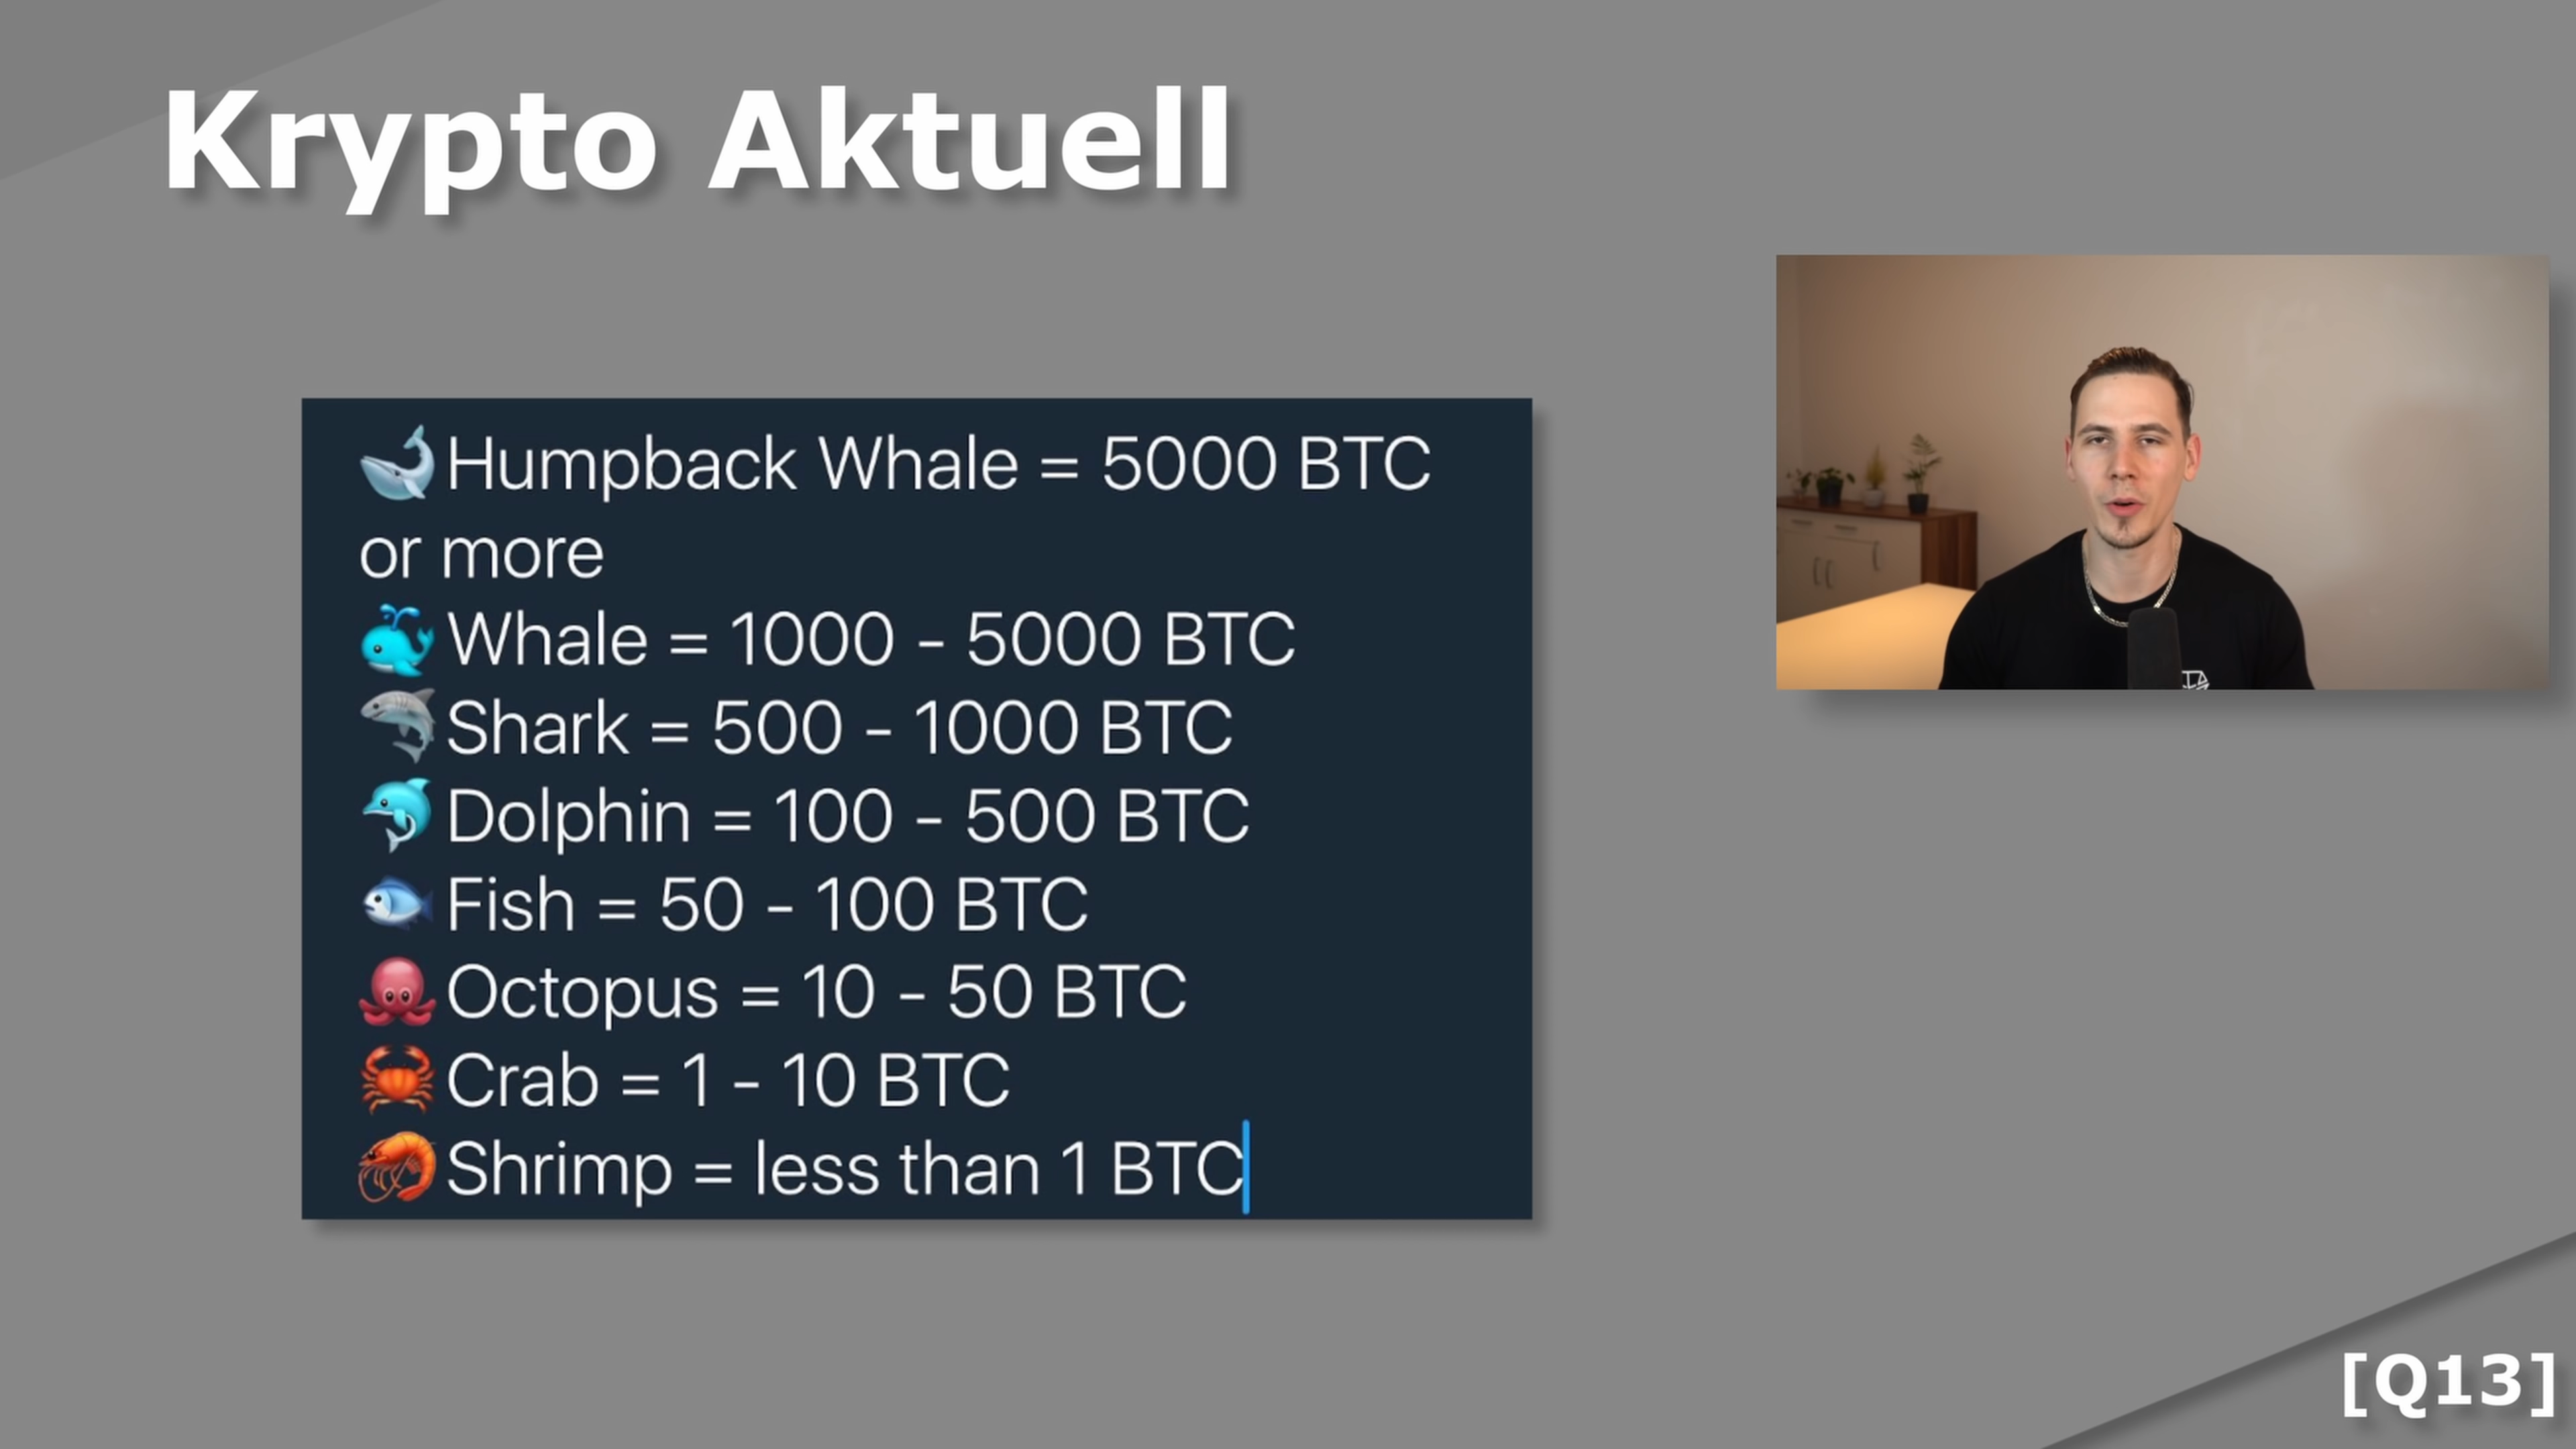 Krypto Aktuell
🐋Humpback Whale = 5000 BTC
or more
🐳Whale = 1000 - 5000 BTC
🦈Shark = 500 - 1000 BTC
🐬Dolphin = 100 - 500 BTC
🐟Fish = 50 - 100 BTC
🐙Octopus = 10 - 50 BTC
🦀Crab = 1 - 10 BTC
🦐Shrimp = less than 1 BTC
[Q13]